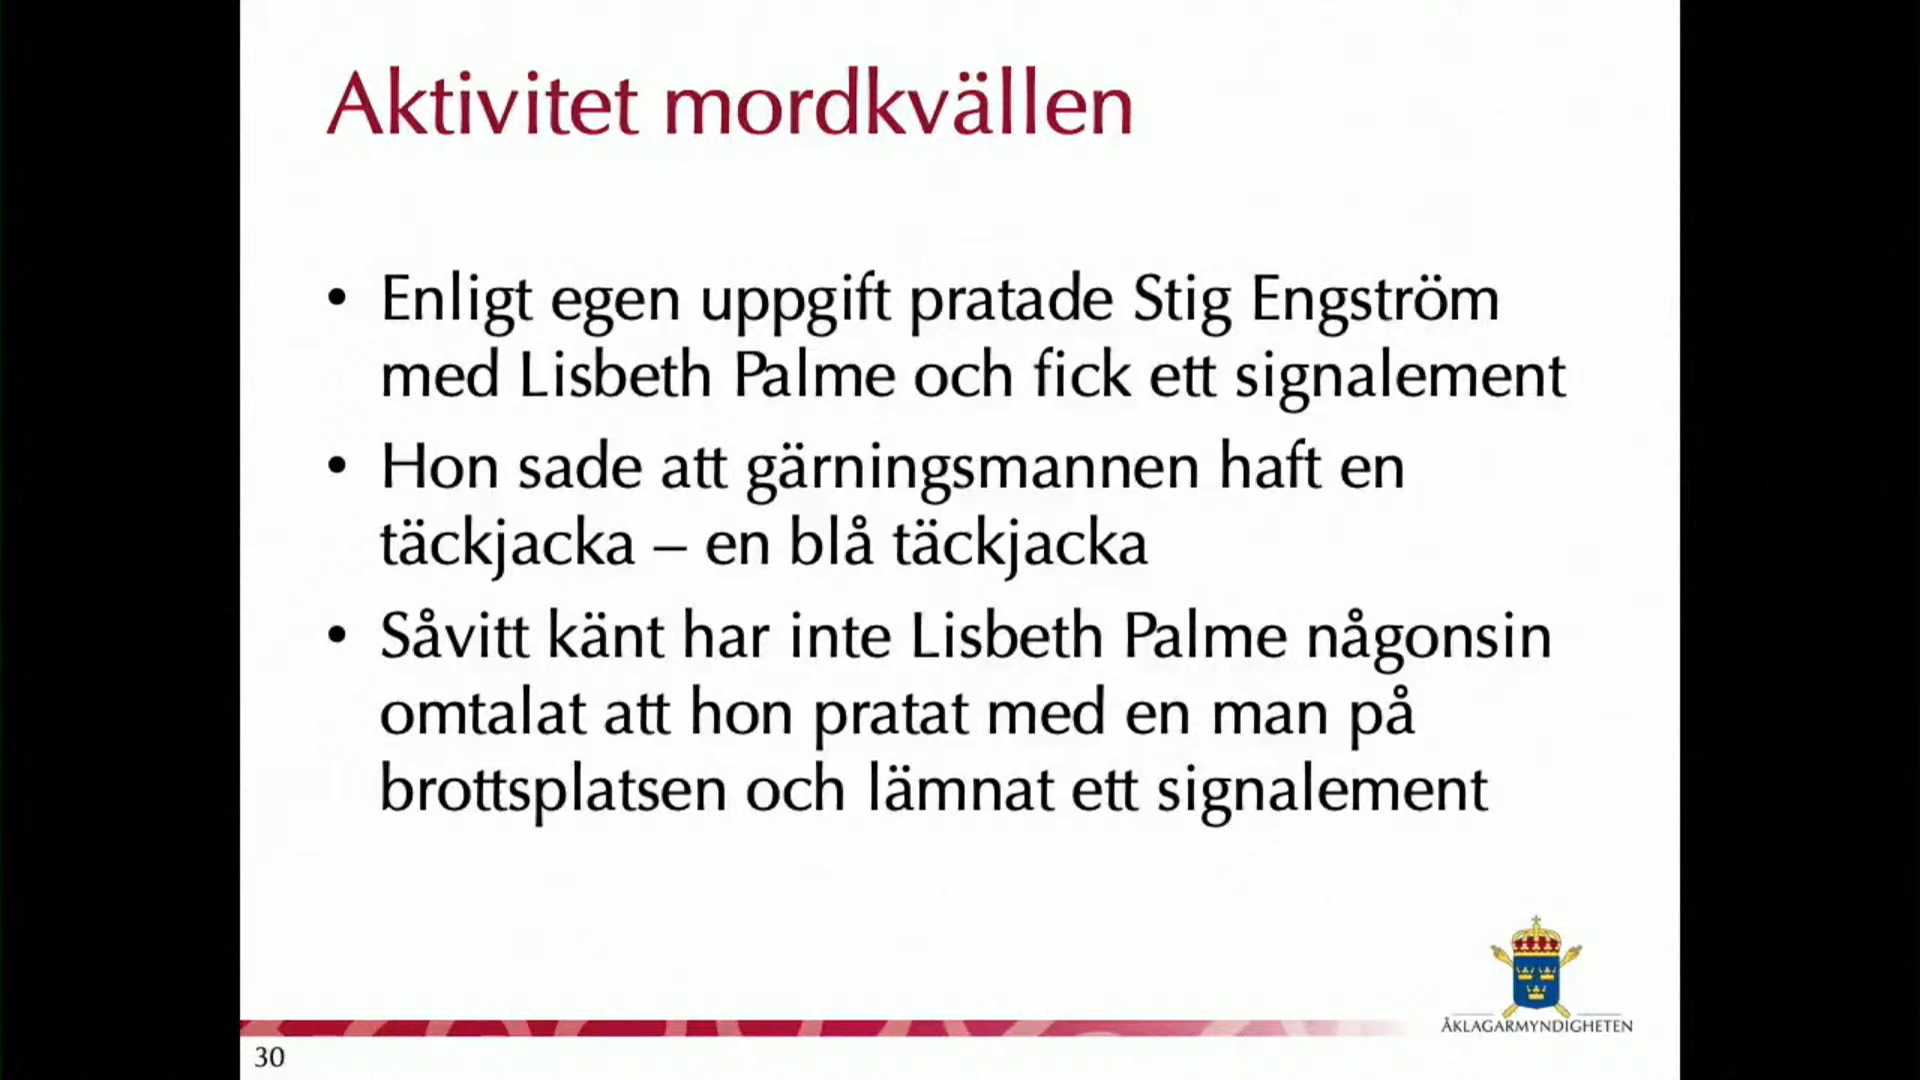 Aktivitet mordkvällen
• Enligt egen uppgift pratade Stig Engström
med Lisbeth Palme och fick ett signalement
• Hon sade att gärningsmannen haft en
täckjacka – en blå täckjacka
• Såvitt känt har inte Lisbeth Palme någonsin
omtalat att hon pratat med en man på
brottsplatsen och lämnat ett signalement
ÅKLAGARMYNDIGHETEN
30